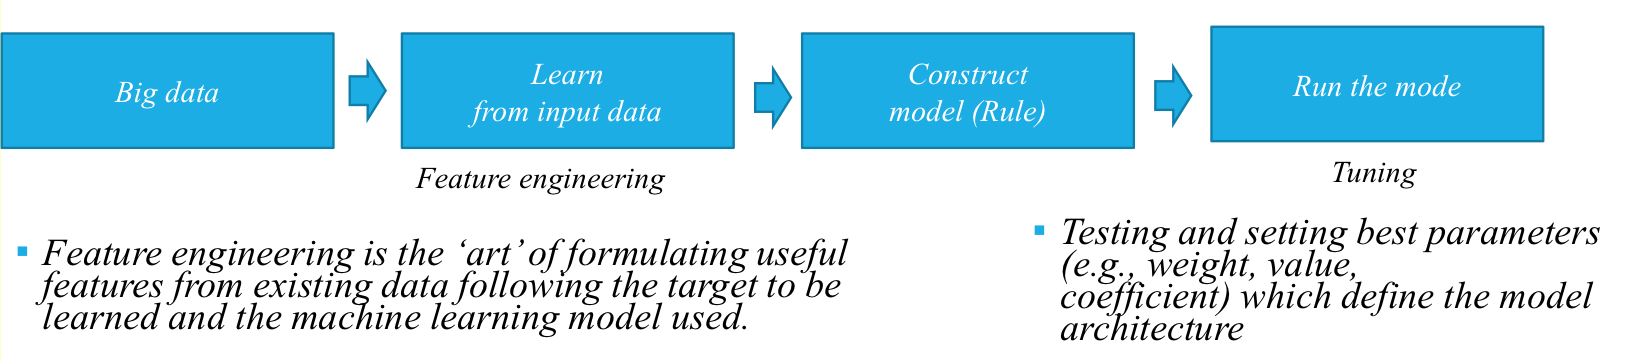 Big data
Learn
from input data
Construct
model (Rule)
Run the mode
Feature engineering
Tuning
Feature engineering is the ‘art’ of formulating useful
features from existing data following the target to be
learned and the machine learning model used.
Testing and setting best parameters
(e.g., weight, value,
coefficient) which define the model
architecture